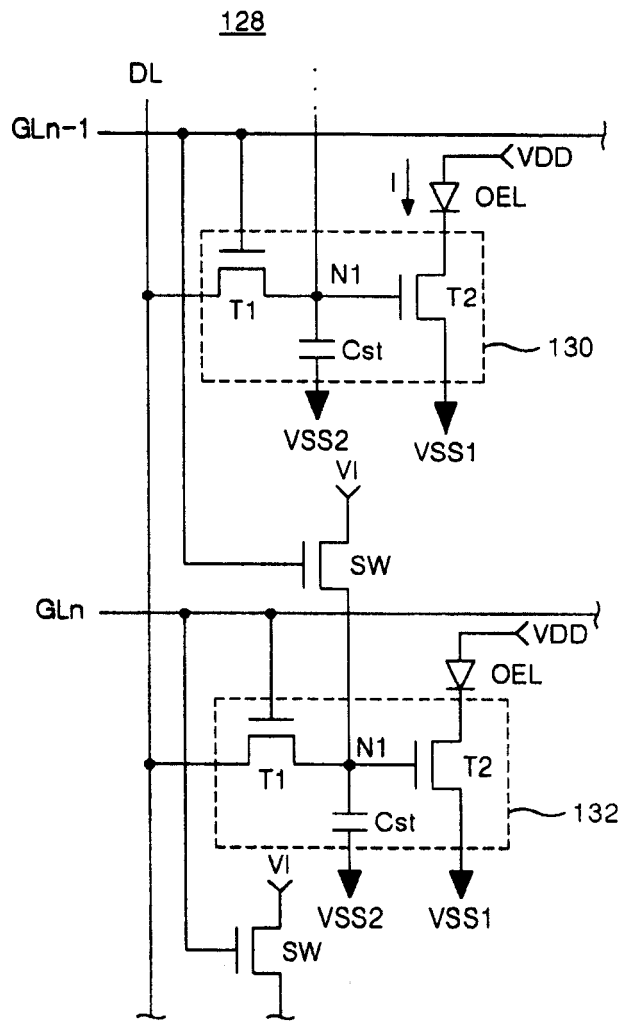 128
DL
GLn-1
VDD
I
OEL
N1
T1
T2
Cst
130
VSS2
VSS1
VI
SW
GLn
VDD
OEL
N1
T1
T2
Cst
132
VI
VSS2
VSS1
SW